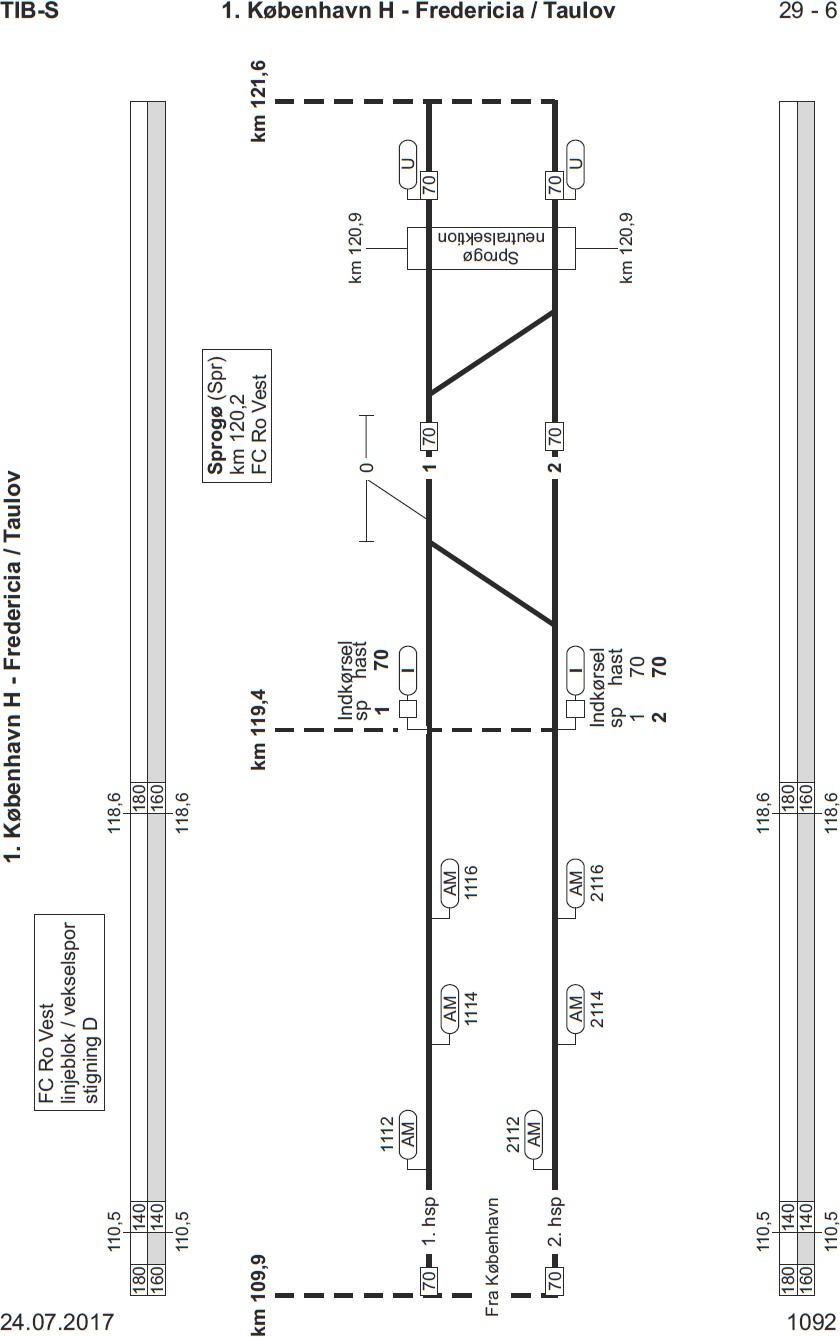 TIB-S
1. København H - Fredericia / Taulov
29 - 6
1. København H - Fredericia / Taulov
FC Ro Vest
linjeblok / vekselspor
stigning D
110,5
118,6
180
140
180
160
140
160
110,5
118,6
Sprogø (Spr)
km 120,2
FC Ro Vest
km 109,9
km 119,4
km 121,6
km 120,9
Indkørsel
sp hast
1 70
0
1112
AM
I
U
70
1. hsp
1
70
70
AM
1114
AM
1116
Sprogø
neutralsektion
Fra København
2112
AM
70
2. hsp
2
70
70
AM
2114
AM
2116
I
U
Indkørsel
sp hast
1 70
2 70
km 120,9
110,5
118,6
180
140
180
160
140
160
110,5
118,6
24.07.2017
1092